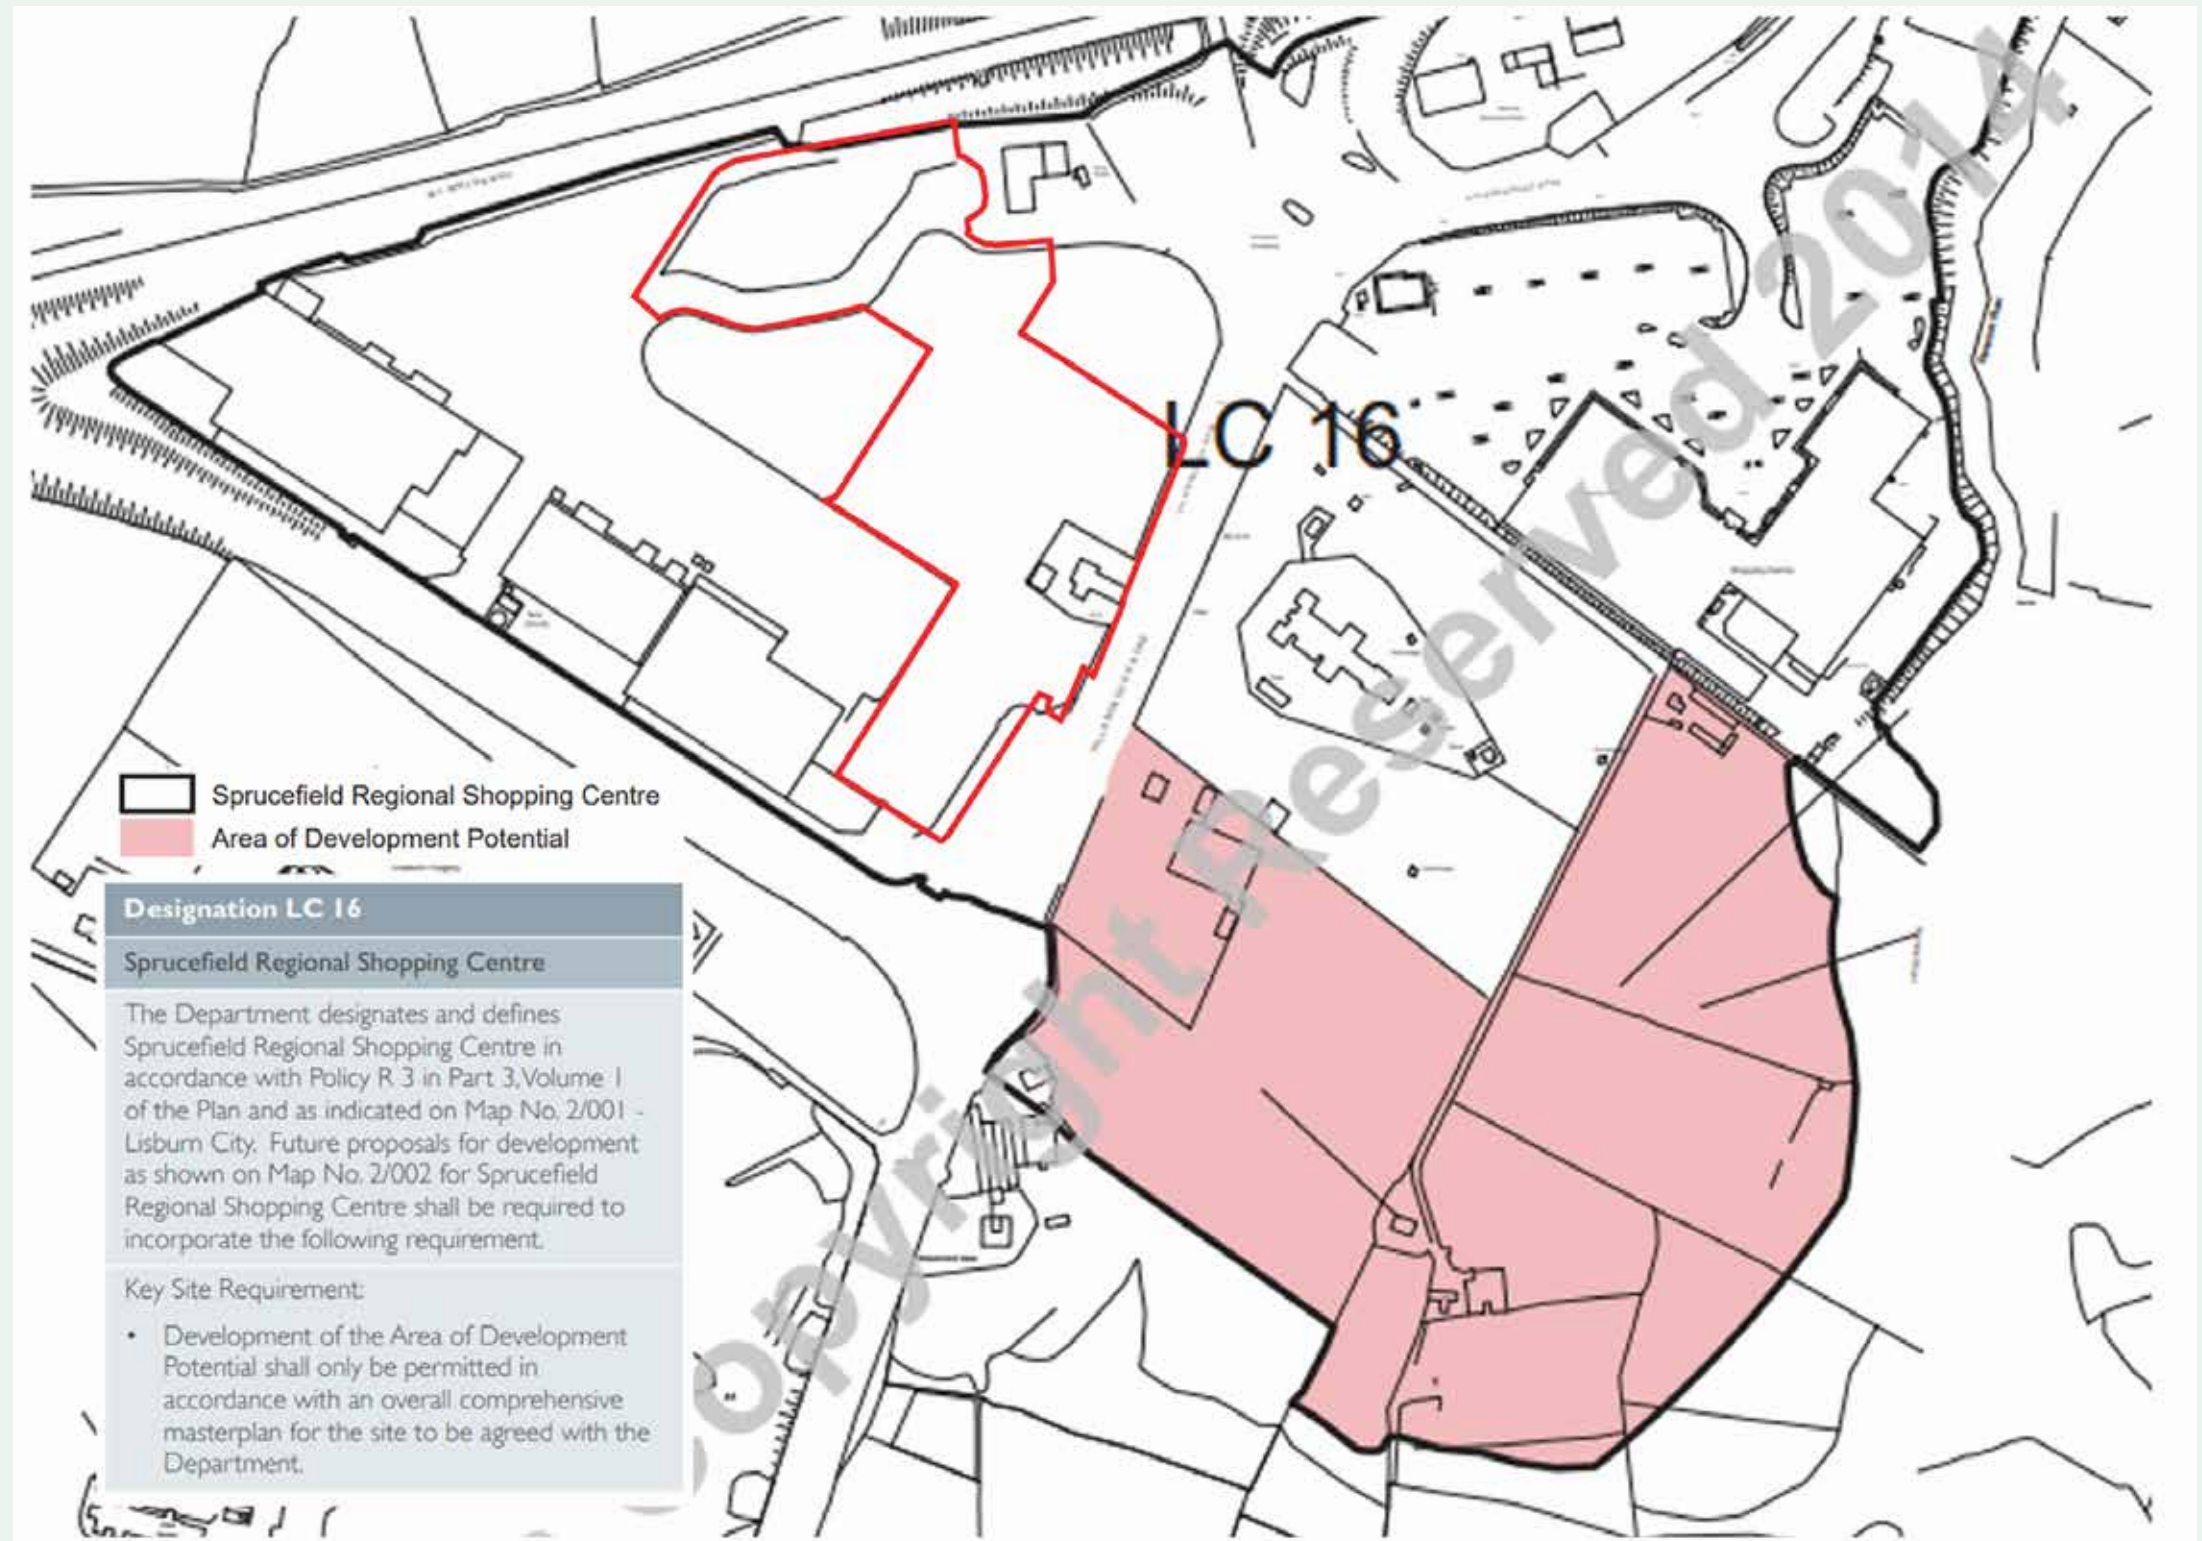 LC 16
Sprucefield Regional Shopping Centre
Area of Development Potential
Designation LC 16
Sprucefield Regional Shopping Centre
The Department designates and defines
Sprucefield Regional Shopping Centre in
accordance with Policy R 3 in Part 3, Volume 1
of the Plan and as indicated on Map No. 2/001 -
Lisburn City. Future proposals for development
as shown on Map No. 2/002 for Sprucefield
Regional Shopping Centre shall be required to
incorporate the following requirement.
Key Site Requirement:
• Development of the Area of Development
Potential shall only be permitted in
accordance with an overall comprehensive
masterplan for the site to be agreed with the
Department.
Copyright Reserved 2014